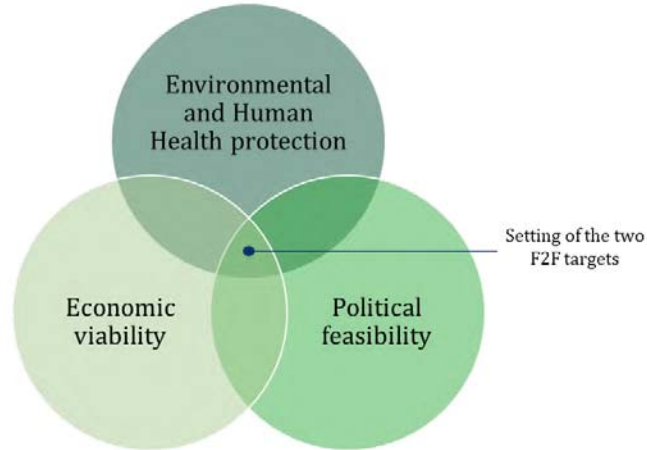 Environmental
and Human
Health protection
Setting of the two
F2F targets
Economic
viability
Political
feasibility